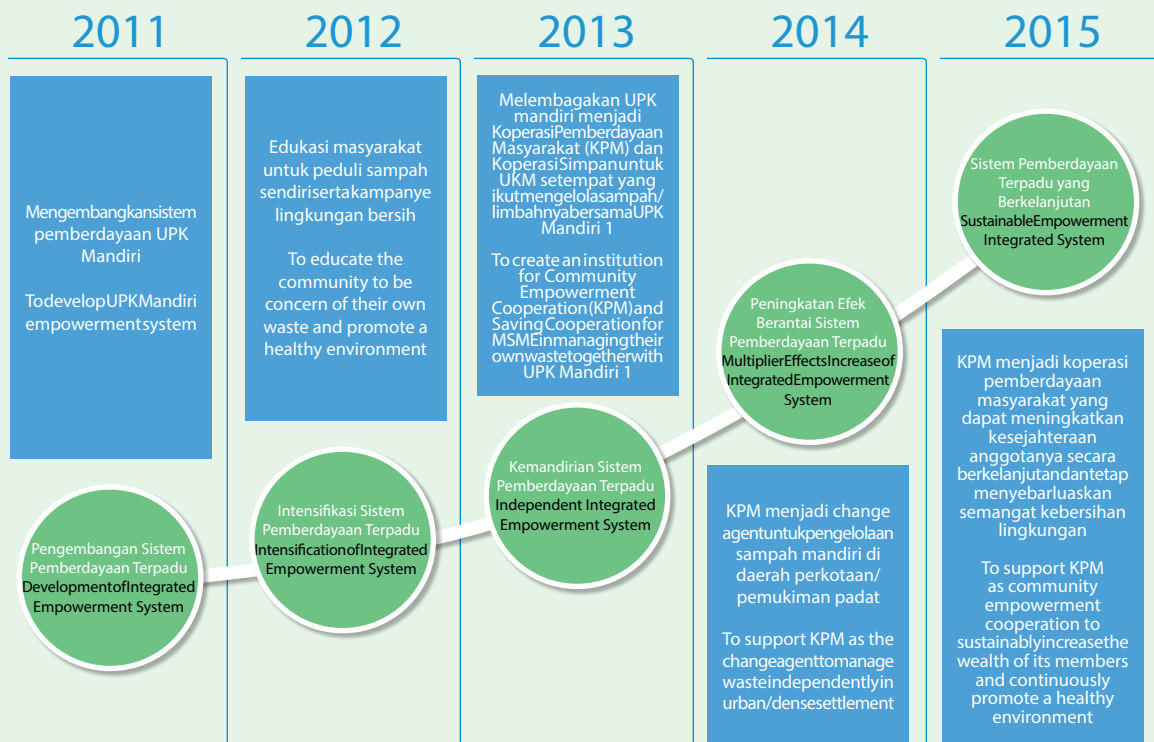 2011
2012
2013
2014
2015
Mengembangkansistem
pemberdayaan UPK
Mandiri
TodevelopUPKMandiri
empowermentsystem
Pengembangan Sistem
Pemberdayaan Terpadu
DevelopmentofIntegrated
Empowerment System
Edukasi masyarakat
untuk peduli sampah
sendirisertakampanye
lingkungan bersih
To educate the
community to be
concern of their own
waste and promote a
healthy environment
Intensifikasi Sistem
Pemberdayaan Terpadu
IntensificationofIntegrated
Empowerment System
Melembagakan UPK
mandiri menjadi
KoperasiPemberdayaan
Masyarakat (KPM) dan
KoperasiSimpanuntuk
UKM setempat yang
ikutmengelolasampah/
limbahnyabersamaUPK
Mandiri 1
To create an institution
for Community
Empowerment
Cooperation (KPM) and
Saving Cooperation for
MSMEinmanagingtheir
ownwastetogetherwith
UPK Mandiri 1
Kemandirian Sistem
Pemberdayaan Terpadu
Independent Integrated
Empowerment System
Peningkatan Efek
Berantai Sistem
Pemberdayaan Terpadu
MultiplierEffectsIncreaseof
IntegratedEmpowerment
System
KPM menjadi change
agentuntukpengelolaan
sampah mandiri di
daerah perkotaan/
pemukiman padat
To support KPM as the
changeagenttomanage
wasteindependentlyin
urban/densesettlement
Sistem Pemberdayaan
Terpadu yang
Berkelanjutan
SustainableEmpowerment
Integrated System
KPM menjadi koperasi
pemberdayaan
masyarakat yang
dapat meningkatkan
kesejahteraan
anggotanya secara
berkelanjutandantetap
menyebarluaskan
semangat kebersihan
lingkungan
To support KPM
as community
empowerment
cooperation to
sustainablyincreasethe
wealth of its members
and continuously
promote a healthy
environment